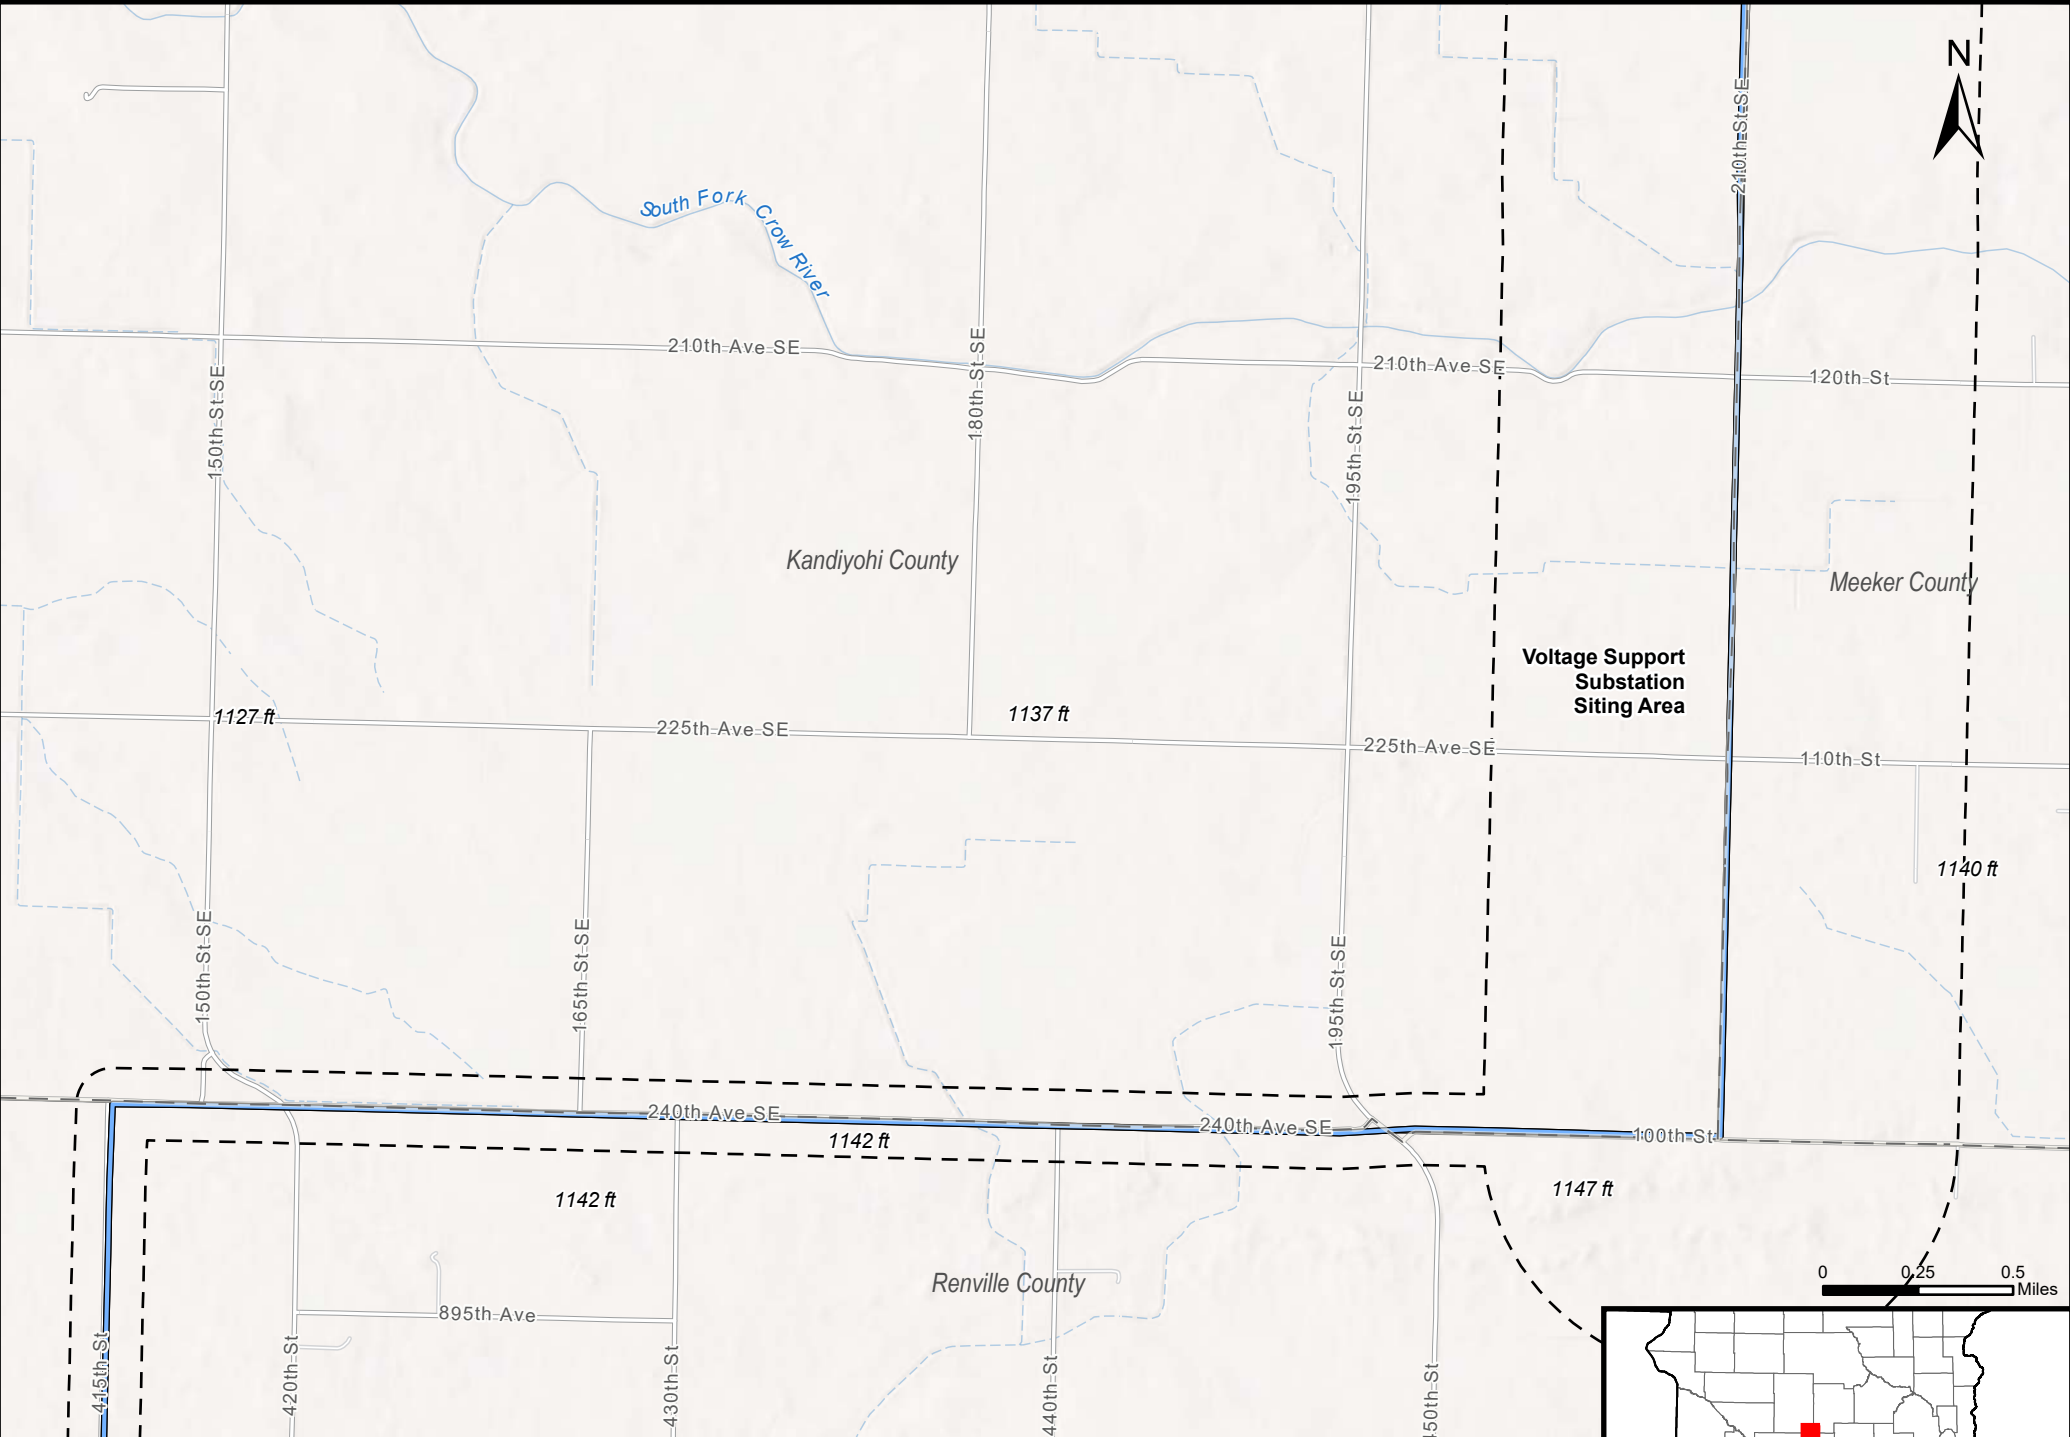 N
210th St SE
South Fork Crow River
210th Ave SE
180th St SE
210th Ave SE
120th St
150th St SE
195th St SE
Kandiyohi County
Meeker County
Voltage Support
Substation
Siting Area
1127 ft
1137 ft
225th Ave SE
225th Ave SE
110th St
1140 ft
150th St SE
165th St SE
195th St SE
240th Ave SE
240th Ave SE
100th St
1142 ft
1142 ft
1147 ft
Renville County
0 0.25 0.5
Miles
895th Ave
415th St
420th St
430th St
440th St
450th St